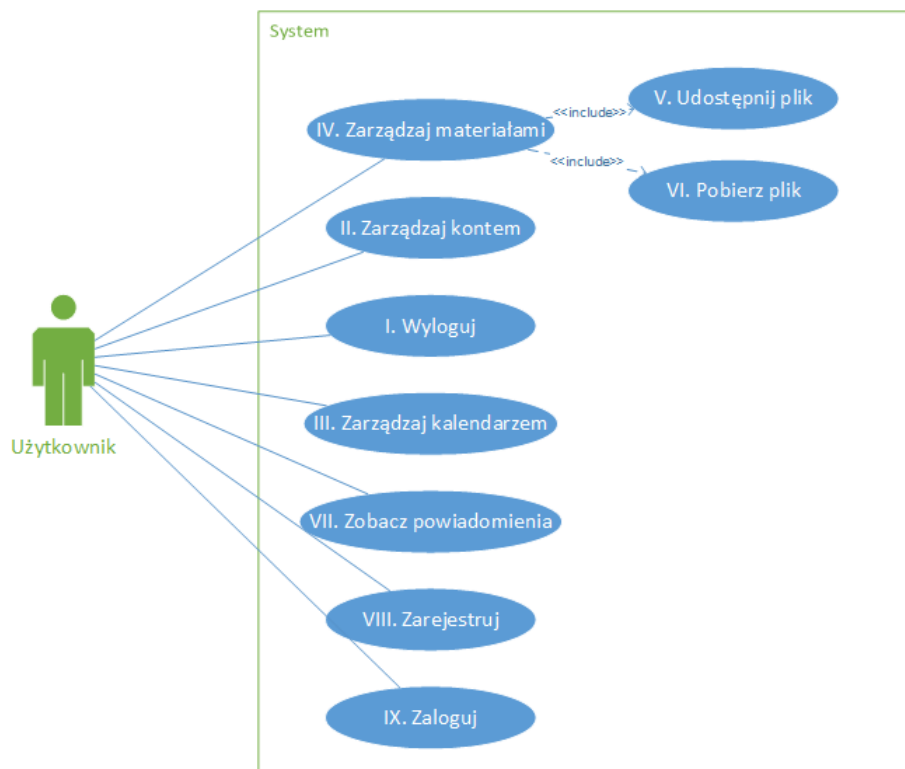 System
V. Udostępnij plik
<<include>>
IV. Zarządzaj materiałami
<<include>>
VI. Pobierz plik
II. Zarządzaj kontem
I. Wyloguj
III. Zarządzaj kalendarzem
Użytkownik
VII. Zobacz powiadomienia
VIII. Zarejestruj
IX. Zaloguj